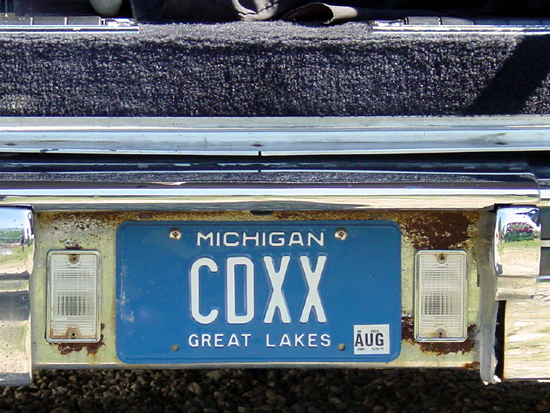 MICHIGAN
CDXX
GREAT LAKES
AUG